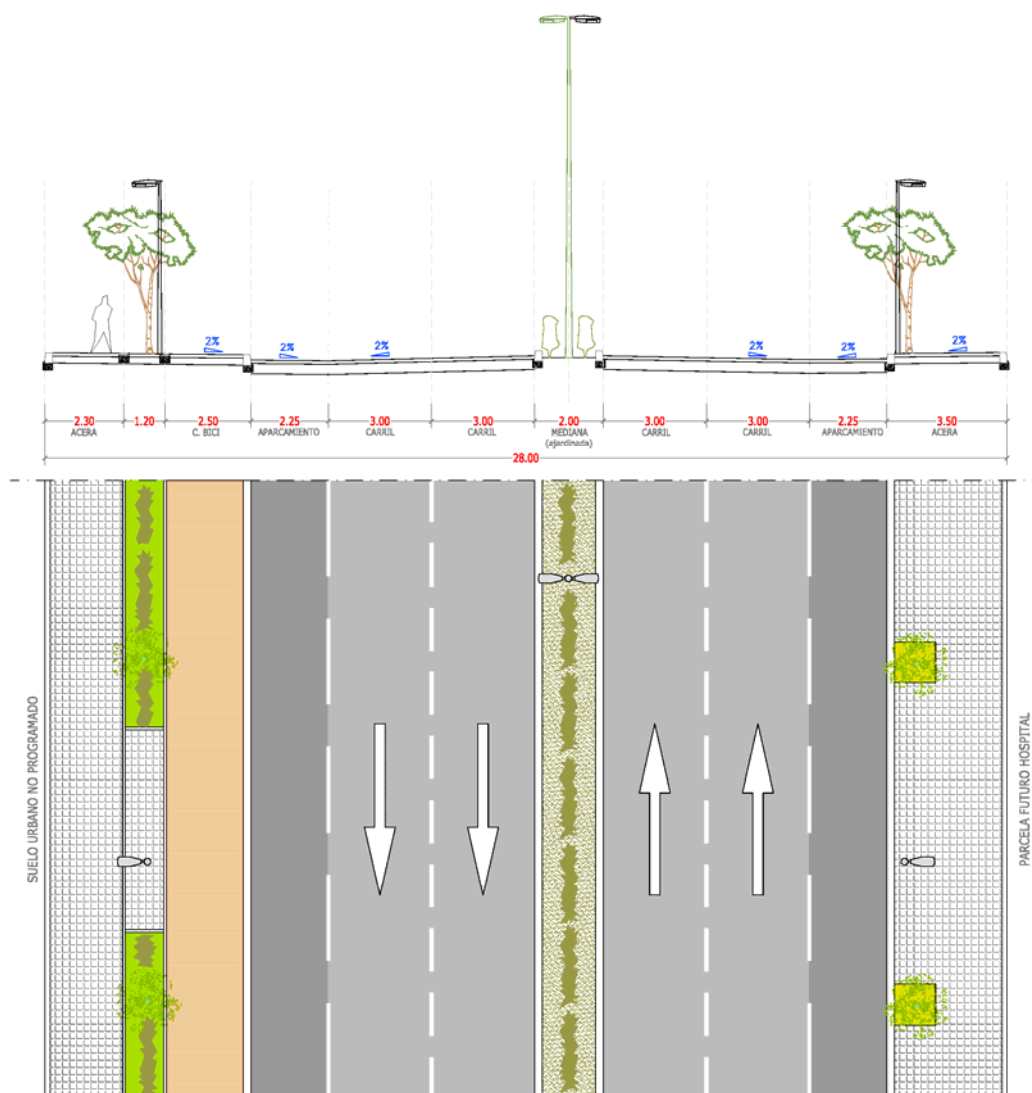 2%
2%
2%
2%
2%
2%
2.30
1.20
2.50
2.25
3.00
3.00
2.00
3.00
3.00
2.25
3.50
ACERA
C. BICI
APARCAMIENTO
CARRIL
CARRIL
MEDIANA
(ajardinada)
CARRIL
CARRIL
APARCAMIENTO
ACERA
28.00
SUELO URBANO NO PROGRAMADO
PARCELA FUTURO HOSPITAL